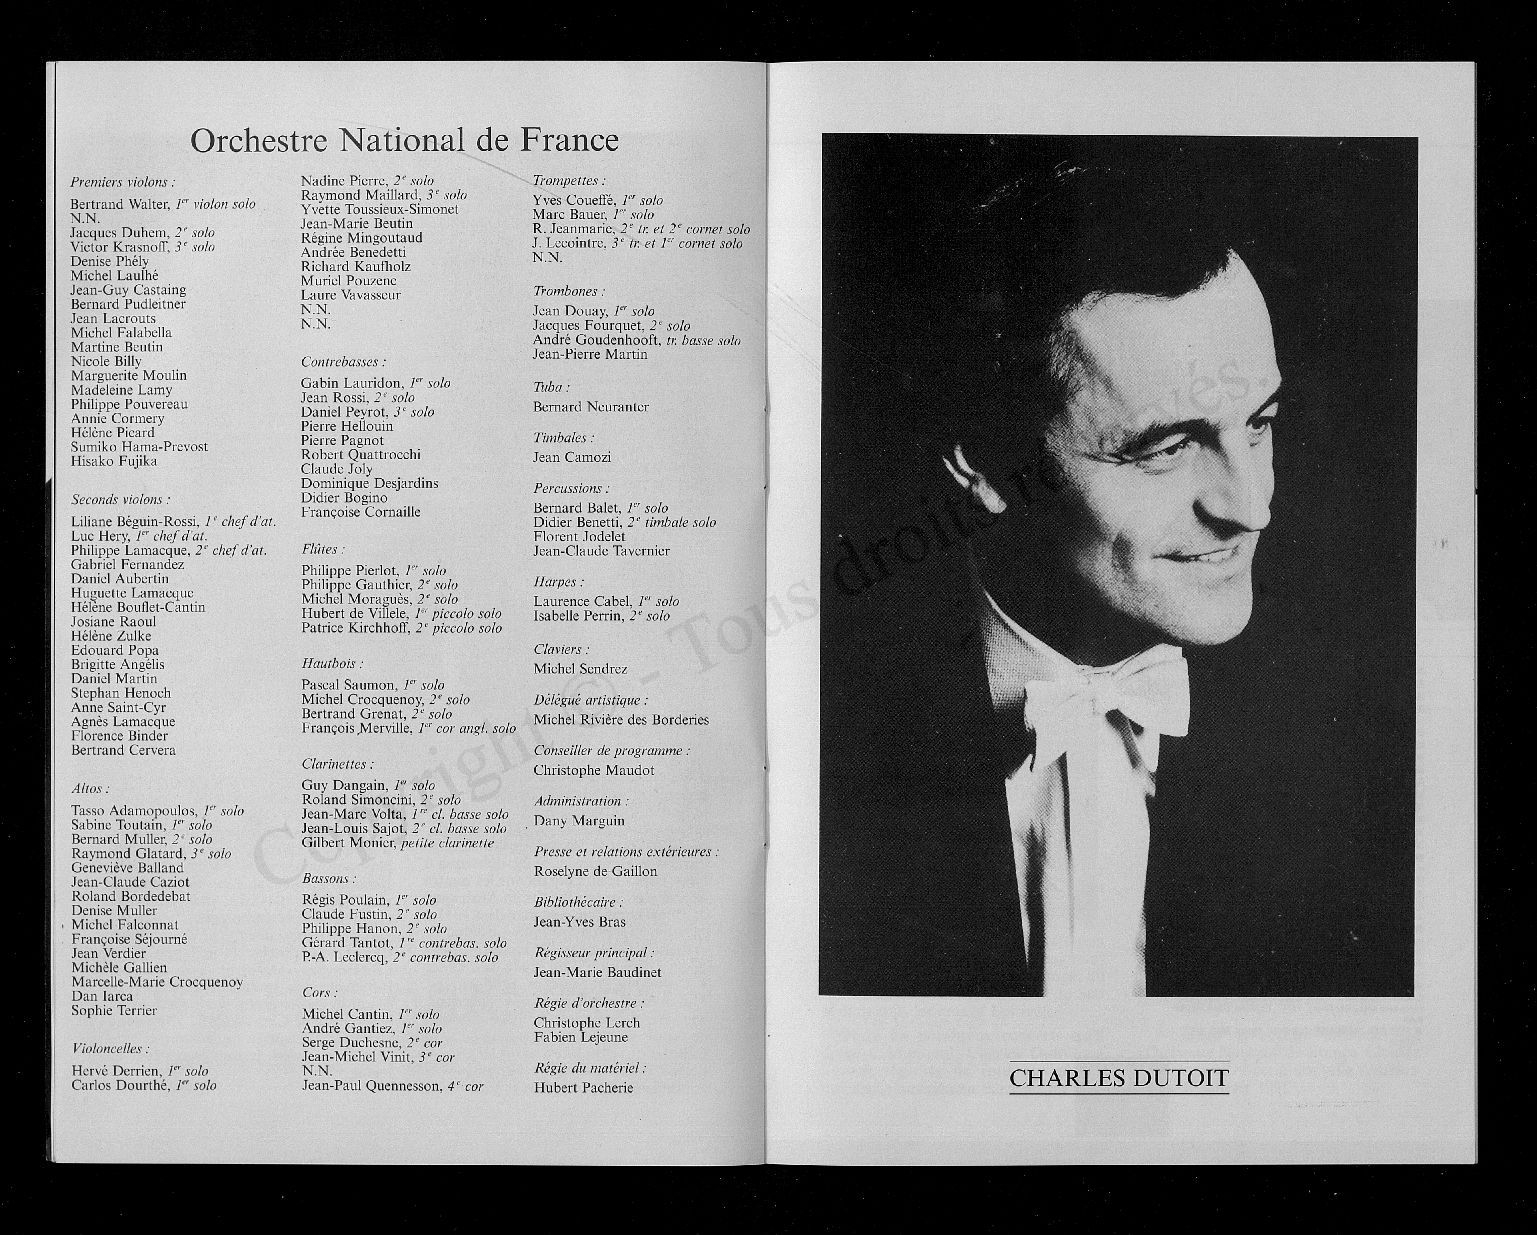 Orchestre National de France
Premiers violons :
Bertrand Walter, 1er violon solo
N.N.
Jacques Duhem, 2e solo
Victor Krasnoff, 3e solo
Denise Phély
Michel Laulhé
Jean-Guy Castaing
Bernard Pudleitner
Jean Lacrouts
Michel Falabella
Martine Beutin
Nicole Billy
Marguerite Moulin
Madeleine Lamy
Philippe Pouvereau
Annie Cormery
Hélène Picard
Sumiko Hama-Prevost
Hisako Fujika
Seconds violons :
Liliane Béguin-Rossi, 1e chef d'at.
Luc Hery, 1er chef d'at.
Philippe Lamacque, 2e chef d'at.
Gabriel Fernandez
Daniel Aubertin
Huguette Lamacque
Hélène Bouflet-Cantin
Josiane Raoul
Hélène Zulke
Edouard Popa
Brigitte Angélis
Daniel Martin
Stephan Henoch
Anne Saint-Cyr
Agnès Lamacque
Florence Binder
Bertrand Cervera
Altos :
Tasso Adamopoulos, 1er solo
Sabine Toutain, 1er solo
Bernard Muller, 2e solo
Raymond Glatard, 3e solo
Geneviève Balland
Jean-Claude Caziot
Roland Bordedebat
Denise Muller
Michel Falconnat
Françoise Séjourné
Jean Verdier
Michèle Gallien
Marcelle-Marie Crocquenoy
Dan Iarca
Sophie Terrier
Violoncelles :
Hervé Derrien, 1er solo
Carlos Dourthé, 1er solo
Nadine Pierre, 2e solo
Raymond Maillard, 3e solo
Yvette Toussieux-Simonet
Jean-Marie Beutin
Régine Mingoutaud
Andrée Benedetti
Richard Kaufholz
Muriel Pouzenc
Laure Vavasseur
N.N.
N.N.
Contrebasses :
Gabin Lauridon, 1er solo
Jean Rossi, 2e solo
Daniel Peyrot, 3e solo
Pierre Hellouin
Pierre Pagnot
Robert Quattrocchi
Claude Joly
Dominique Desjardins
Didier Bogino
Françoise Cornaille
Flûtes :
Philippe Pierlot, 1er solo
Philippe Gauthier, 2e solo
Michel Moraguès, 2e solo
Hubert de Villele, 1er piccolo solo
Patrice Kirchhoff, 2e piccolo solo
Hautbois :
Pascal Saumon, 1er solo
Michel Crocquenoy, 2e solo
Bertrand Grenat, 2e solo
François Merville, 1er cor angl. solo
Clarinettes :
Guy Dangain, 1er solo
Roland Simoncini, 2e solo
Jean-Marc Volta, 1re cl. basse solo
Jean-Louis Sajot, 2e cl. basse solo
Gilbert Monier, petite clarinette
Bassons :
Régis Poulain, 1er solo
Claude Fustin, 2e solo
Philippe Hanon, 2e solo
Gérard Tantot, 1re contrebas. solo
P.-A. Leclercq, 2e contrebas. solo
Cors :
Michel Cantin, 1er solo
André Gantiez, 1er solo
Serge Duchesne, 2e cor
Jean-Michel Vinit, 3e cor
N.N.
Jean-Paul Quennesson, 4e cor
Trompettes :
Yves Coueffé, 1er solo
Marc Bauer, 1er solo
R. Jeanmarie, 2e tr. et 2e cornet solo
J. Lecointre, 3e tr. et 1er cornet solo
N.N.
Trombones :
Jean Douay, 1er solo
Jacques Fourquet, 2e solo
André Goudenhooft, tr. basse solo
Jean-Pierre Martin
Tuba :
Bernard Neuranter
Timbales :
Jean Camozi
Percussions :
Bernard Balet, 1er solo
Didier Benetti, 2e timbale solo
Florent Jodelet
Jean-Claude Tavernier
Harpes :
Laurence Cabel, 1er solo
Isabelle Perrin, 2e solo
Claviers :
Michel Sendrez
Délégué artistique :
Michel Rivière des Borderies
Conseiller de programme :
Christophe Maudot
Administration :
Dany Marguin
Presse et relations extérieures :
Roselyne de Gaillon
Bibliothécaire :
Jean-Yves Bras
Régisseur principal :
Jean-Marie Baudinet
Régie d'orchestre :
Christophe Lerch
Fabien Lejeune
Régie du matériel :
Hubert Pacherie
CHARLES DUTOIT
Copyright © - Tous droits réservés.